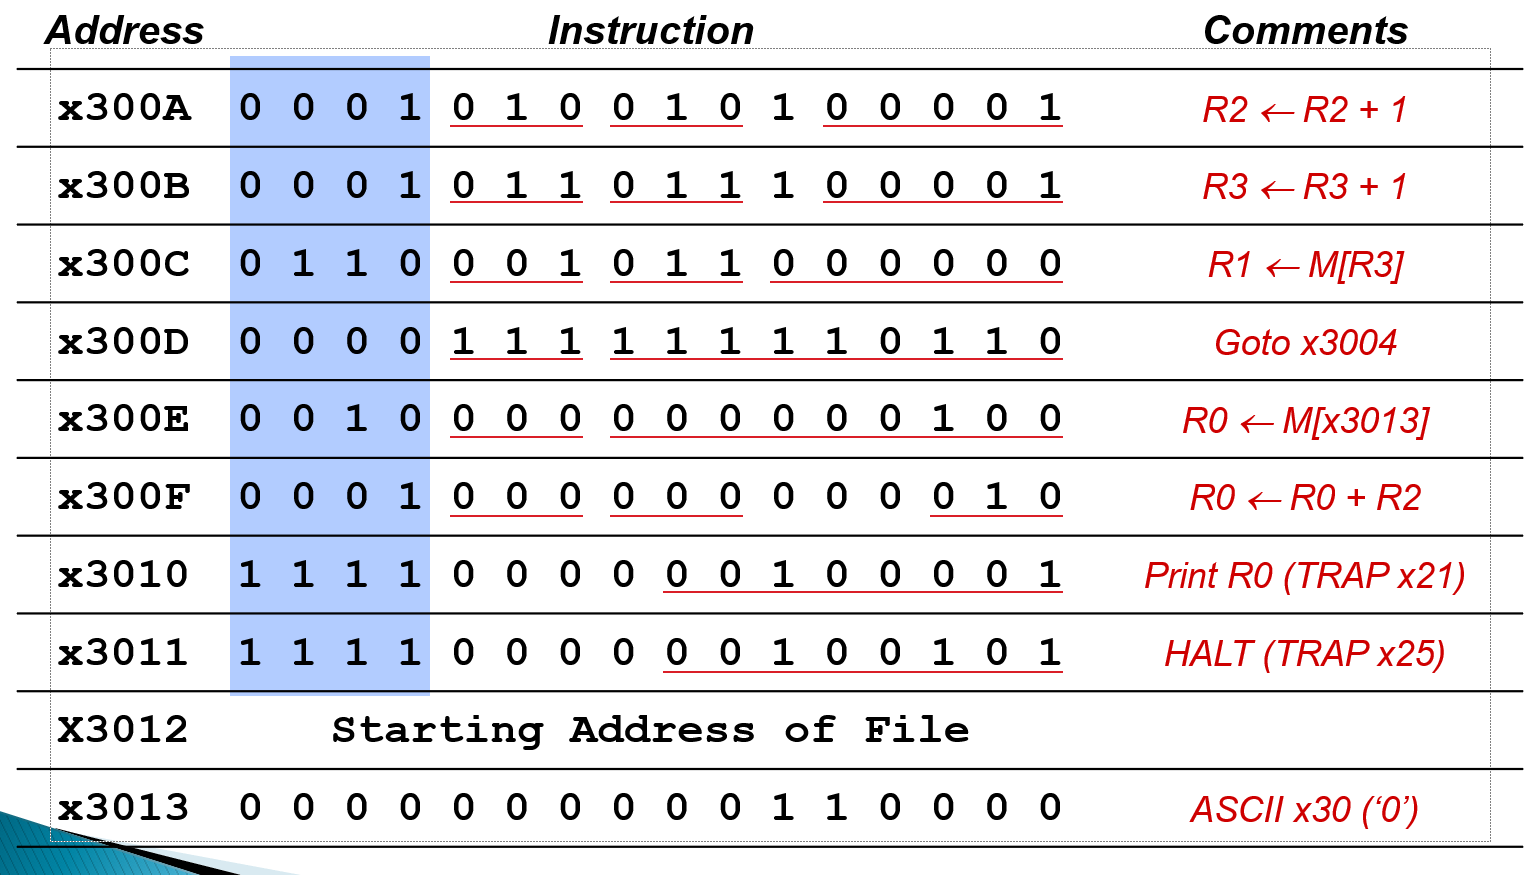 Address Instruction Comments
x300A 0 0 0 1 0 1 0 0 1 0 1 0 0 0 0 1 R2 ← R2 + 1
x300B 0 0 0 1 0 1 1 0 1 1 1 0 0 0 0 1 R3 ← R3 + 1
x300C 0 1 1 0 0 0 1 0 1 1 0 0 0 0 0 0 R1 ← M[R3]
x300D 0 0 0 0 1 1 1 1 1 1 1 1 0 1 1 0 Goto x3004
x300E 0 0 1 0 0 0 0 0 0 0 0 0 0 1 0 0 R0 ← M[x3013]
x300F 0 0 0 1 0 0 0 0 0 0 0 0 0 0 1 0 R0 ← R0 + R2
x3010 1 1 1 1 0 0 0 0 0 0 1 0 0 0 0 1 Print R0 (TRAP x21)
x3011 1 1 1 1 0 0 0 0 0 0 1 0 0 1 0 1 HALT (TRAP x25)
X3012 Starting Address of File
x3013 0 0 0 0 0 0 0 0 0 0 1 1 0 0 0 0 ASCII x30 (‘0’)